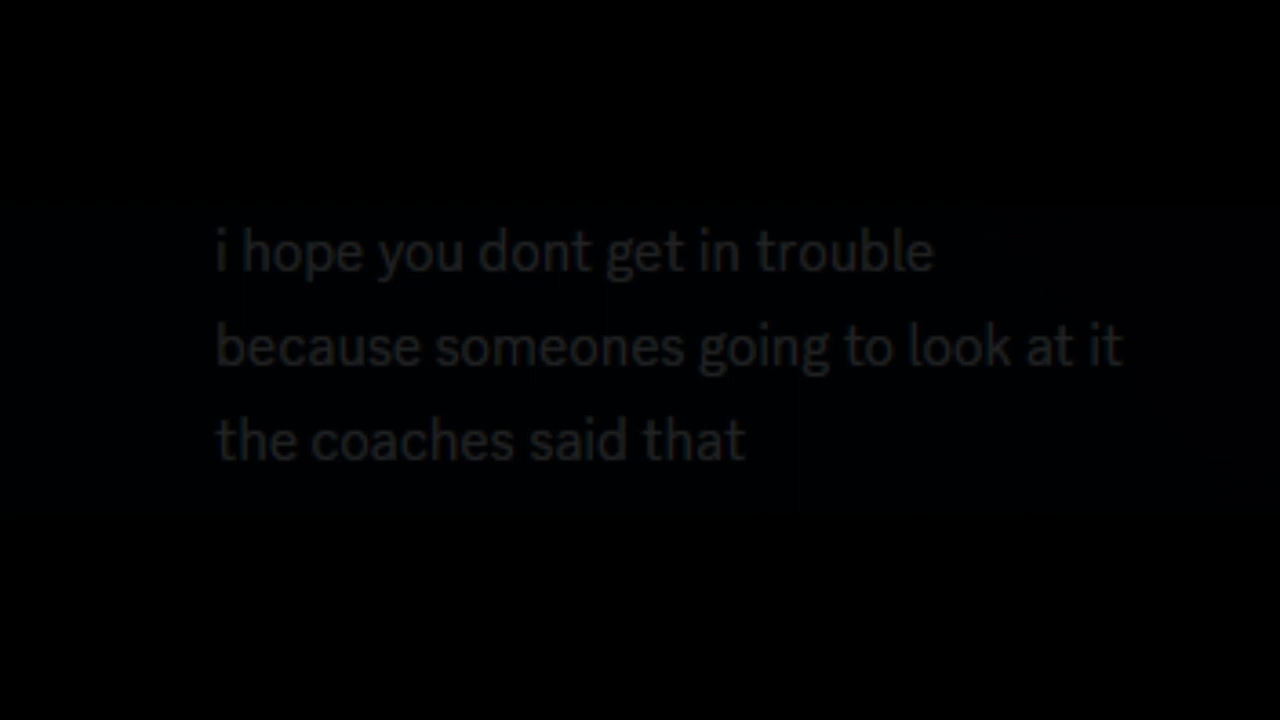 i hope you dont get in trouble
because someones going to look at it
the coaches said that